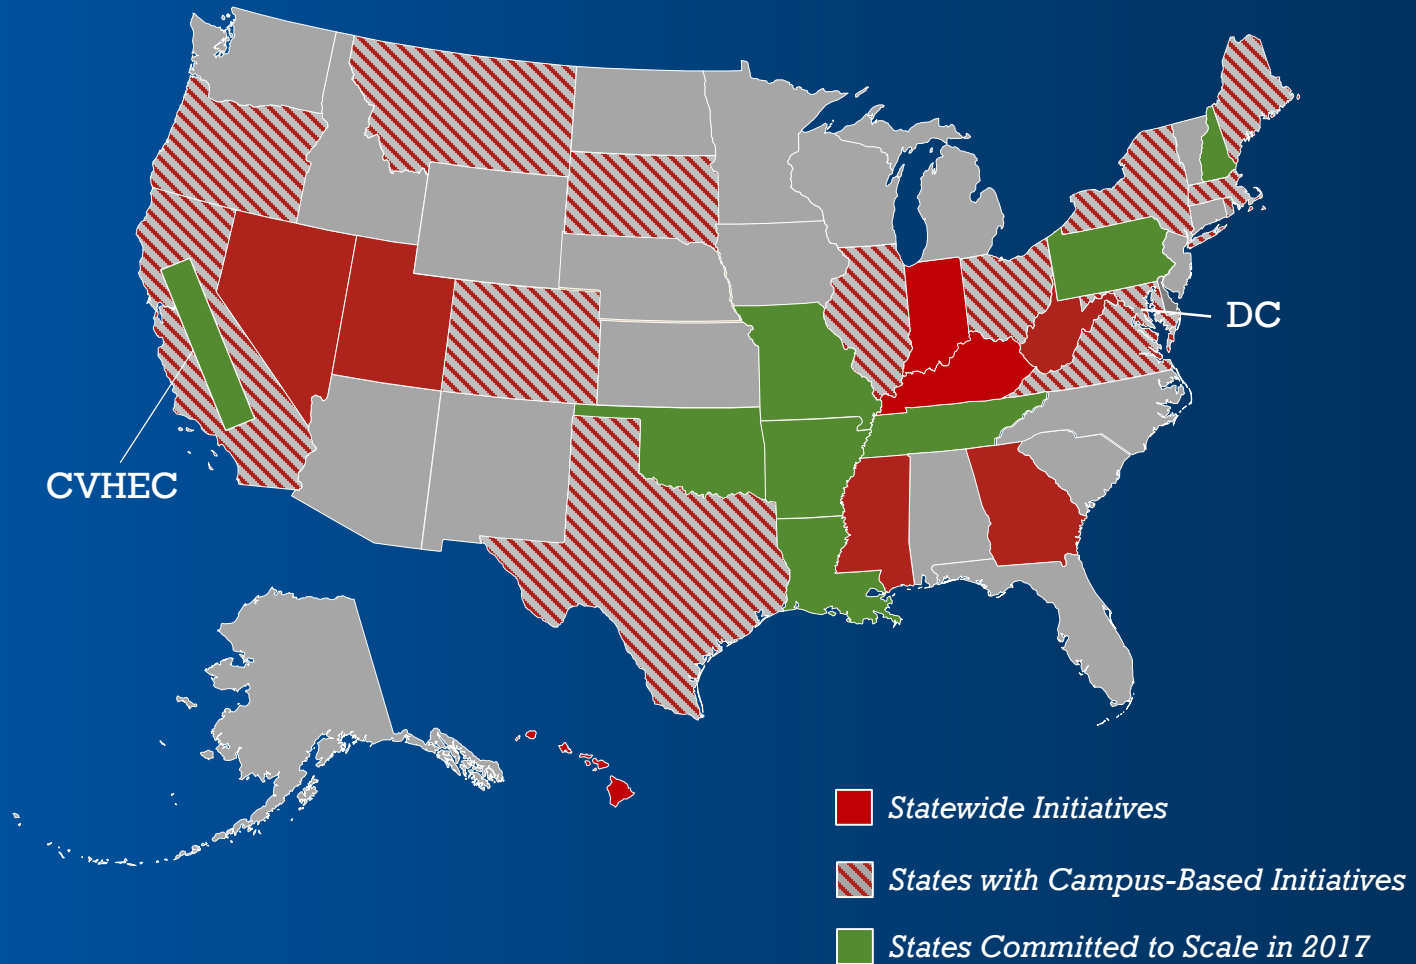 DC
CVHEC
Statewide Initiatives
States with Campus-Based Initiatives
States Committed to Scale in 2017